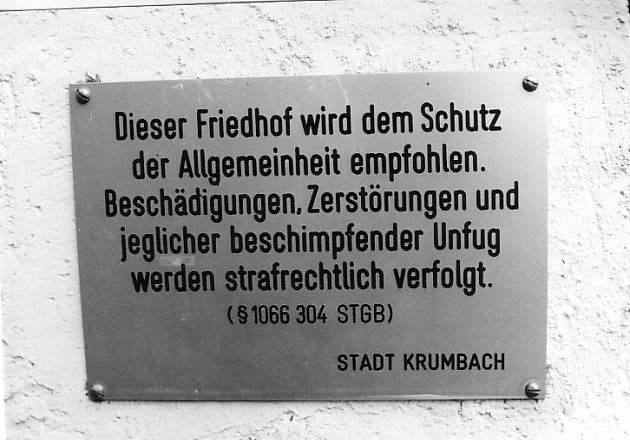 Dieser Friedhof wird dem Schutz
der Allgemeinheit empfohlen.
Beschädigungen, Zerstörungen und
jeglicher beschimpfender Unfug
werden strafrechtlich verfolgt.
(§ 1066 304 STGB)
STADT KRUMBACH